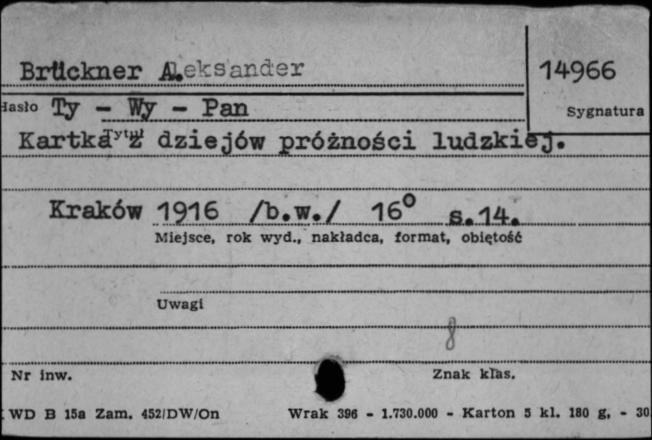 Brückner Aleksander
14966
Hasło Ty - Wy - Pan
Sygnatura
Tytuł
Kartka z dziejów próżności ludzkiej.
Kraków 1916 /b.w./ 16° s.14.
Miejsce, rok wyd., nakładca, format, objętość
Uwagi
8
Nr inw.
Znak klas.
WD B 15a Zam. 452/DW/On Wrak 396 - 1.730.000 - Karton 5 kl. 180 g. - 30